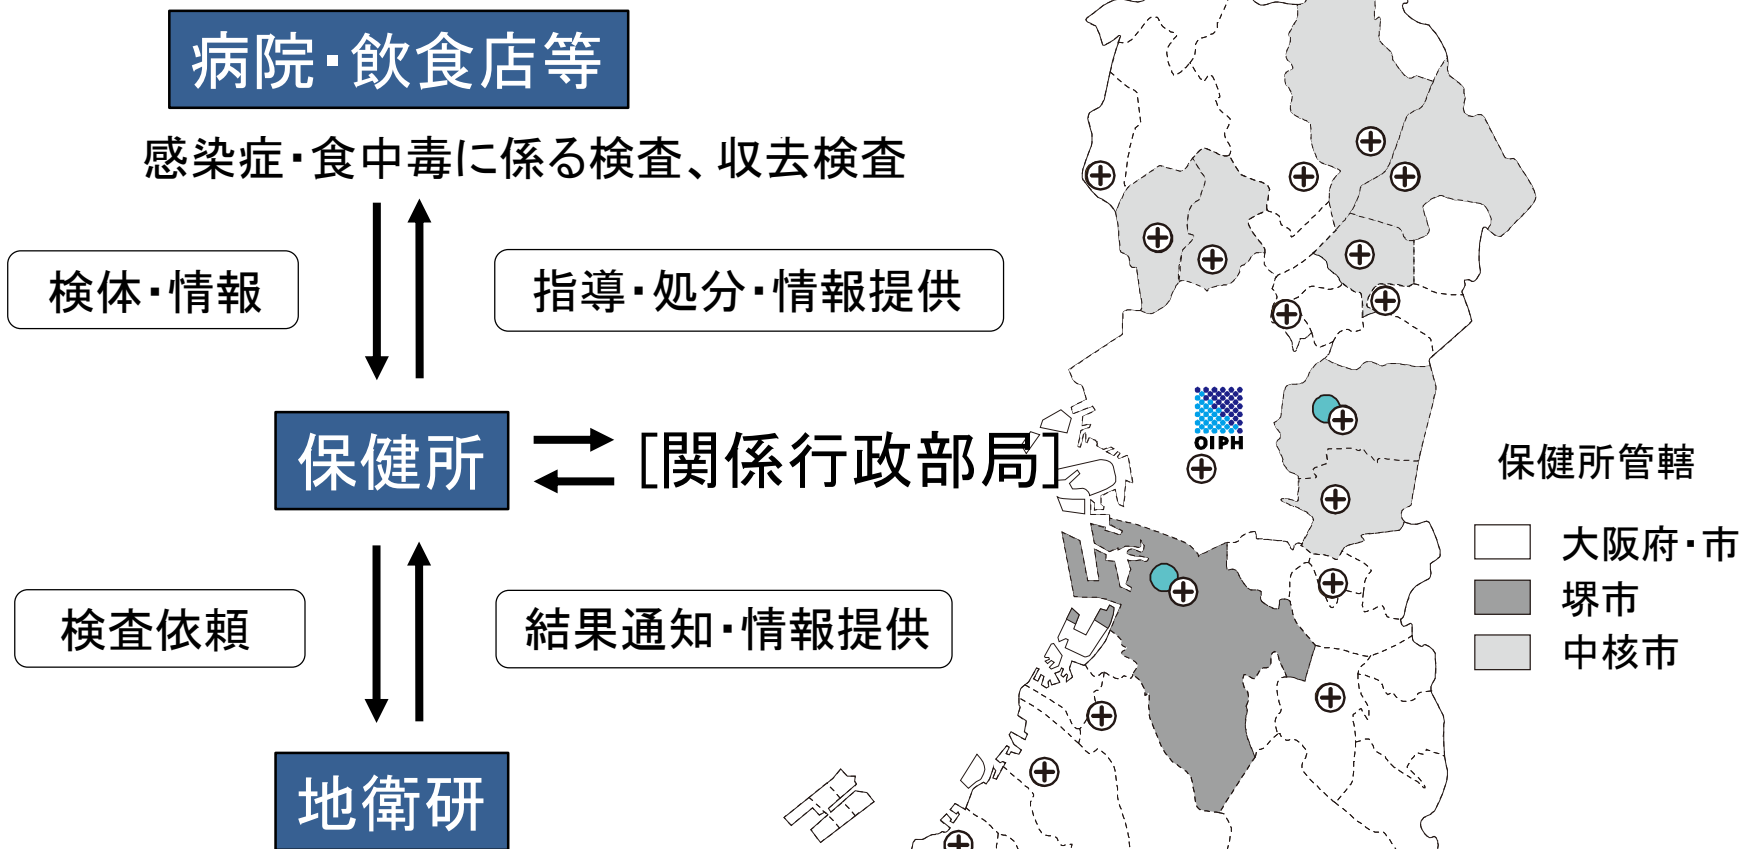 病院・飲食店等
感染症・食中毒に係る検査、収去検査
検体・情報
指導・処分・情報提供
保健所
[関係行政部局]
検査依頼
結果通知・情報提供
地衛研
OIPH
保健所管轄
大阪府・市
堺市
中核市